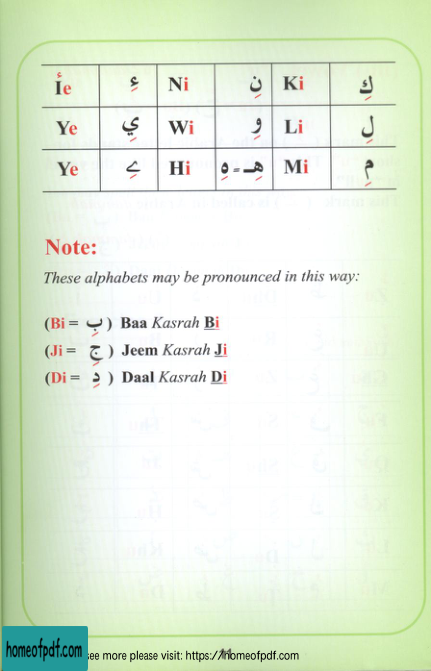 Iٔe ءِ Ni نِ Ki كِ
Ye يِ Wi وِ Li لِ
Ye ےِ Hi هِـ = هِ Mi مِ
Note:
These alphabets may be pronounced in this way:
(Bi = بِ ) Baa Kasrah Bi
(Ji = جِ ) Jeem Kasrah Ji
(Di = دِ ) Daal Kasrah Di
homeofpdf.com
see more please visit: https://homeofpdf.com